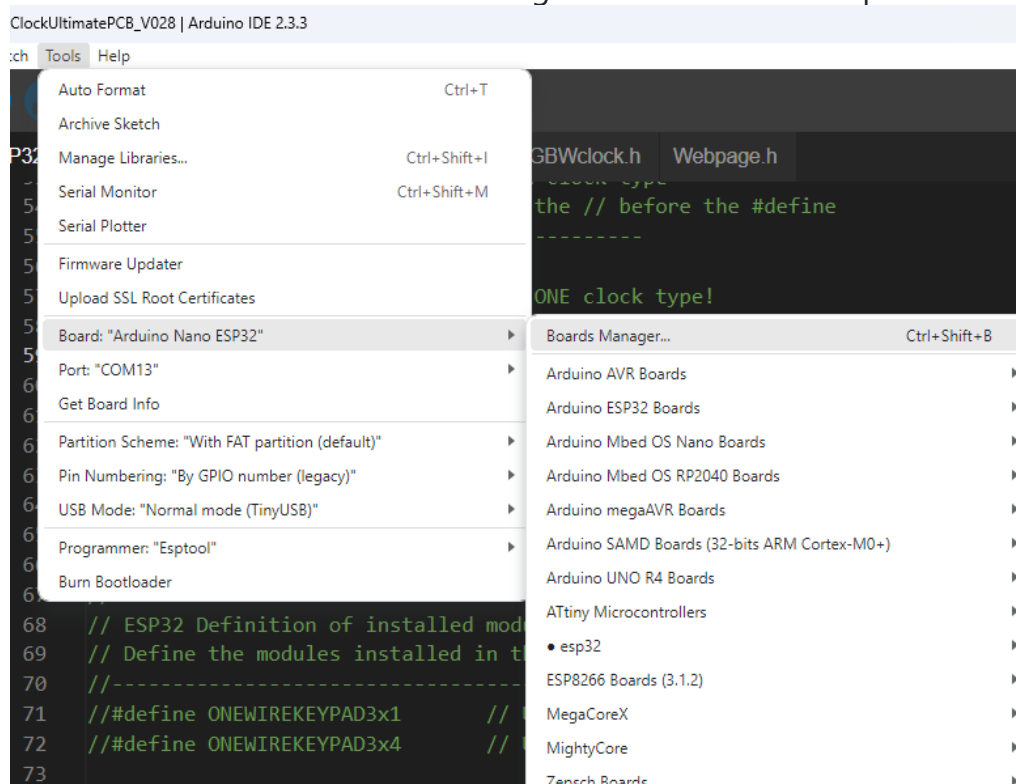 ClockUltimatePCB_V028 | Arduino IDE 2.3.3
Tools Help
Auto Format Ctrl+T
Archive Sketch
Manage Libraries... Ctrl+Shift+I
Serial Monitor Ctrl+Shift+M
Serial Plotter
Firmware Updater
Upload SSL Root Certificates
Board: "Arduino Nano ESP32"
Port: "COM13"
Get Board Info
Partition Scheme: "With FAT partition (default)"
Pin Numbering: "By GPIO number (legacy)"
USB Mode: "Normal mode (TinyUSB)"
Programmer: "Esptool"
Burn Bootloader
GBWclock.h Webpage.h
clock type
the // before the #define
---------
ONE clock type!
Boards Manager... Ctrl+Shift+B
Arduino AVR Boards
Arduino ESP32 Boards
Arduino Mbed OS Nano Boards
Arduino Mbed OS RP2040 Boards
Arduino megaAVR Boards
Arduino SAMD Boards (32-bits ARM Cortex-M0+)
Arduino UNO R4 Boards
ATtiny Microcontrollers
● esp32
ESP8266 Boards (3.1.2)
MegaCoreX
MightyCore
Zepsch Boards
68 // ESP32 Definition of installed mod
69 // Define the modules installed in t
70 //----------------------------------
71 //#define ONEWIREKEYPAD3x1 //
72 //#define ONEWIREKEYPAD3x4 //
73